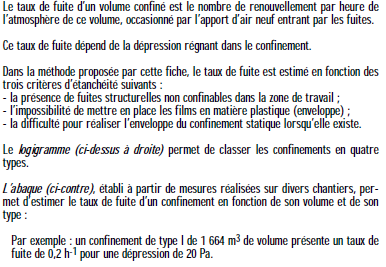 Le taux de fuite d'un volume confiné est le nombre de renouvellement par heure de
l'atmosphère de ce volume, occasionné par l'apport d'air neuf entrant par les fuites.
Ce taux de fuite dépend de la dépression régnant dans le confinement.
Dans la méthode proposée par cette fiche, le taux de fuite est estimé en fonction des
trois critères d'étanchéité suivants :
- la présence de fuites structurelles non confinables dans la zone de travail ;
- l'impossibilité de mettre en place les films en matière plastique (enveloppe) ;
- la difficulté pour réaliser l'enveloppe du confinement statique lorsqu'elle existe.
Le logigramme (ci-dessus à droite) permet de classer les confinements en quatre
types.
L'abaque (ci-contre), établi à partir de mesures réalisées sur divers chantiers, per-
met d'estimer le taux de fuite d'un confinement en fonction de son volume et de son
type :
Par exemple : un confinement de type I de 1 664 m³ de volume présente un taux de
fuite de 0,2 h-¹ pour une dépression de 20 Pa.